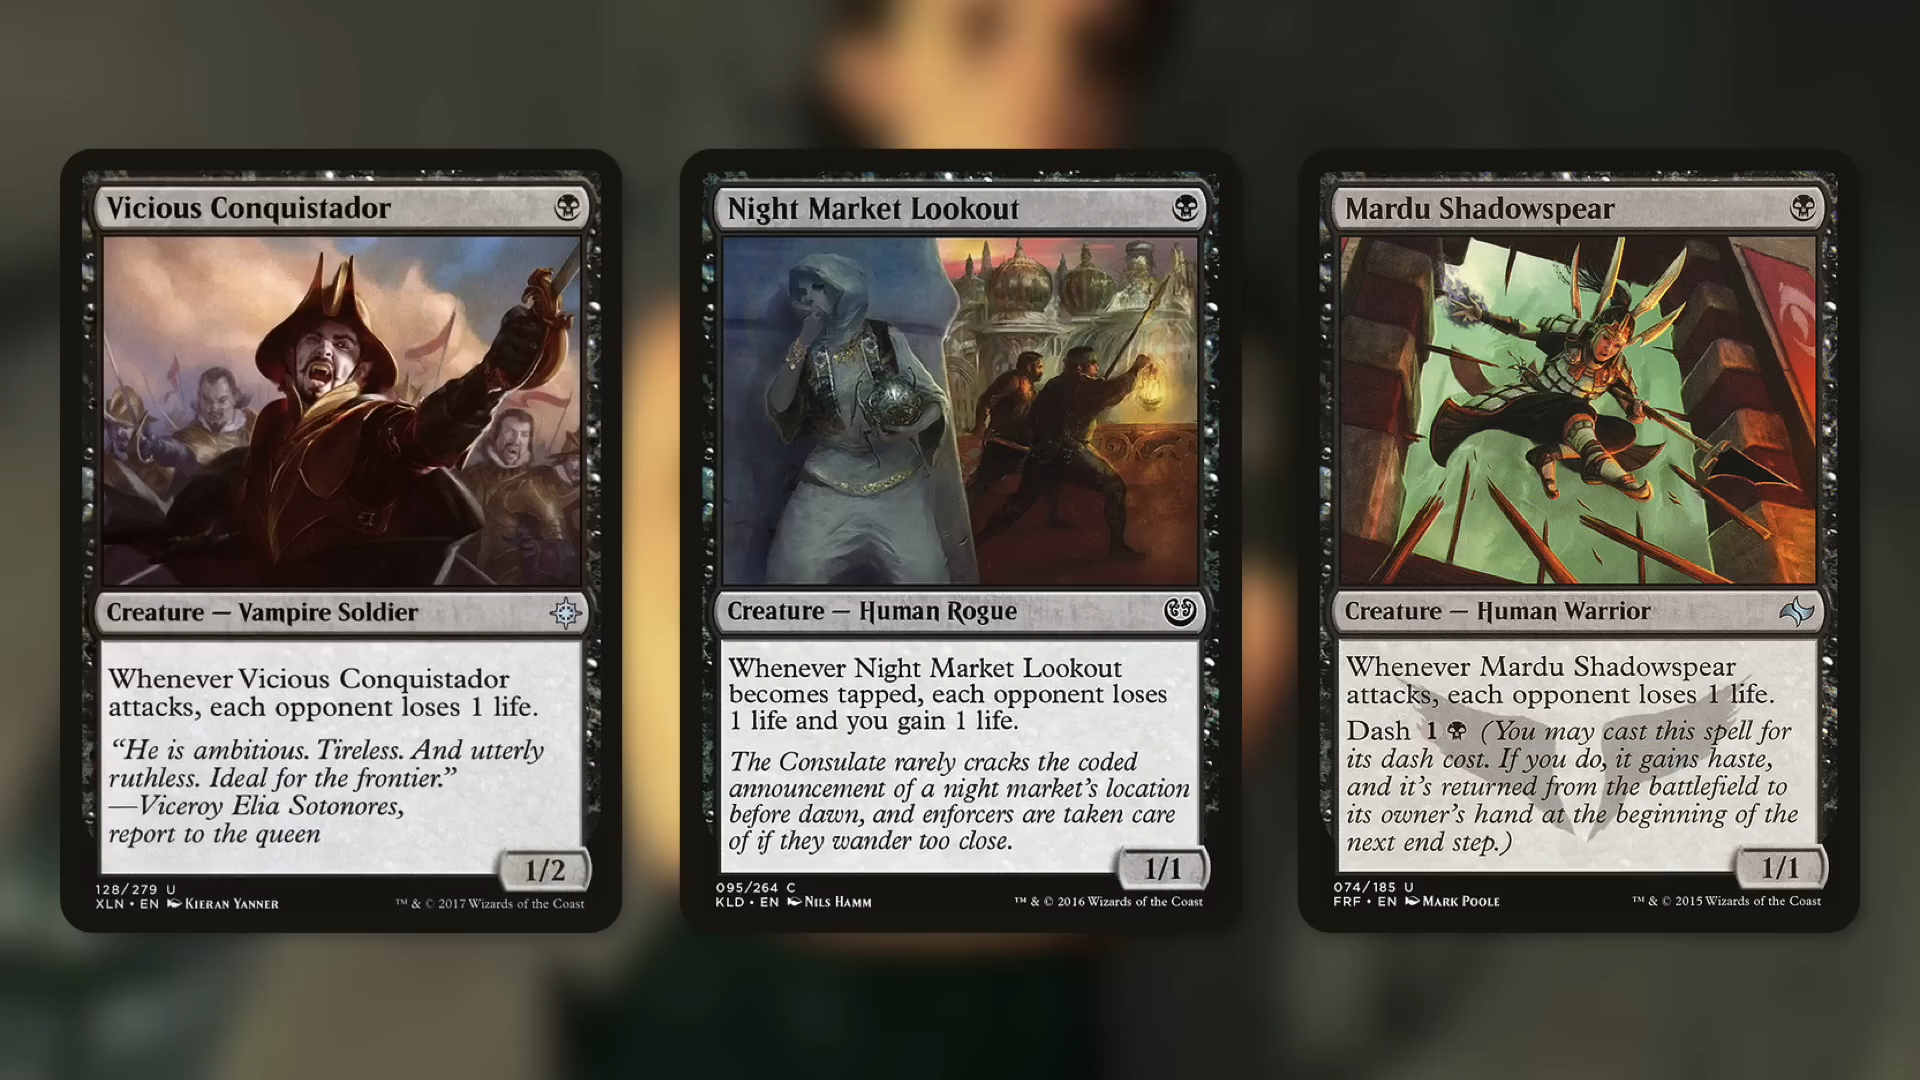 Vicious Conquistador
Creature — Vampire Soldier
Whenever Vicious Conquistador
attacks, each opponent loses 1 life.
“He is ambitious. Tireless. And utterly
ruthless. Ideal for the frontier.”
—Viceroy Elia Sotonores,
report to the queen
1/2
128/279 U
XLN • EN Kieran Yanner
™ & © 2017 Wizards of the Coast
Night Market Lookout
Creature — Human Rogue
Whenever Night Market Lookout
becomes tapped, each opponent loses
1 life and you gain 1 life.
The Consulate rarely cracks the coded
announcement of a night market’s location
before dawn, and enforcers are taken care
of if they wander too close.
1/1
095/264 C
KLD • EN Nils Hamm
™ & © 2016 Wizards of the Coast
Mardu Shadowspear
Creature — Human Warrior
Whenever Mardu Shadowspear
attacks, each opponent loses 1 life.
Dash 1 (You may cast this spell for
its dash cost. If you do, it gains haste,
and it’s returned from the battlefield to
its owner’s hand at the beginning of the
next end step.)
1/1
074/185 U
FRF • EN Mark Poole
™ & © 2015 Wizards of the Coast